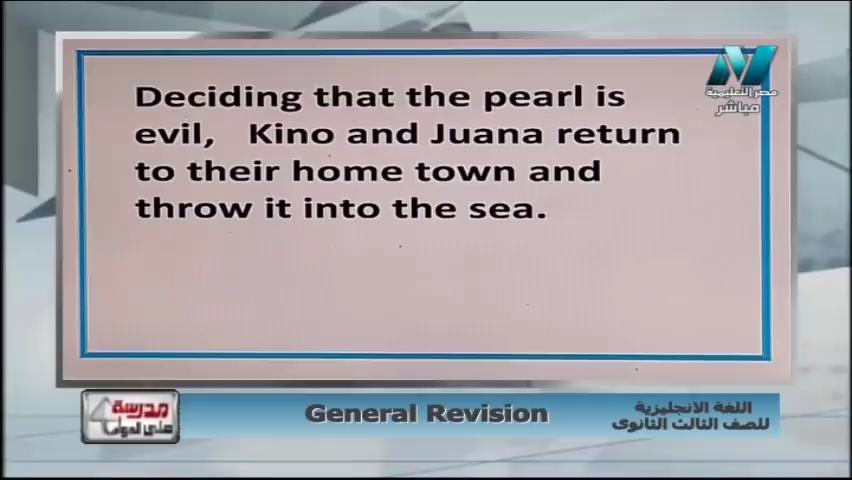 Deciding that the pearl is
evil, Kino and Juana return
to their home town and
throw it into the sea.
مصر التعليمية
مباشر
مدرسة
على الهواء
General Revision
اللغة الانجليزية
للصف الثالث الثانوى